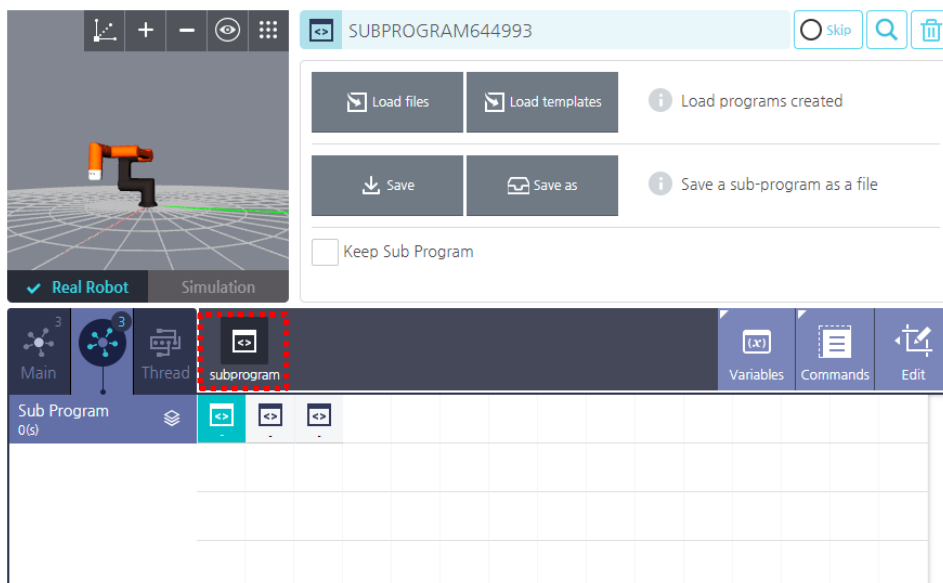 SUBPROGRAM644993
Skip
Load files
Load templates
Load programs created
Save
Save as
Save a sub-program as a file
Keep Sub Program
Real Robot
Simulation
3
3
Main
Thread
subprogram
(x)
Variables
Commands
Edit
Sub Program
0(s)
- - -